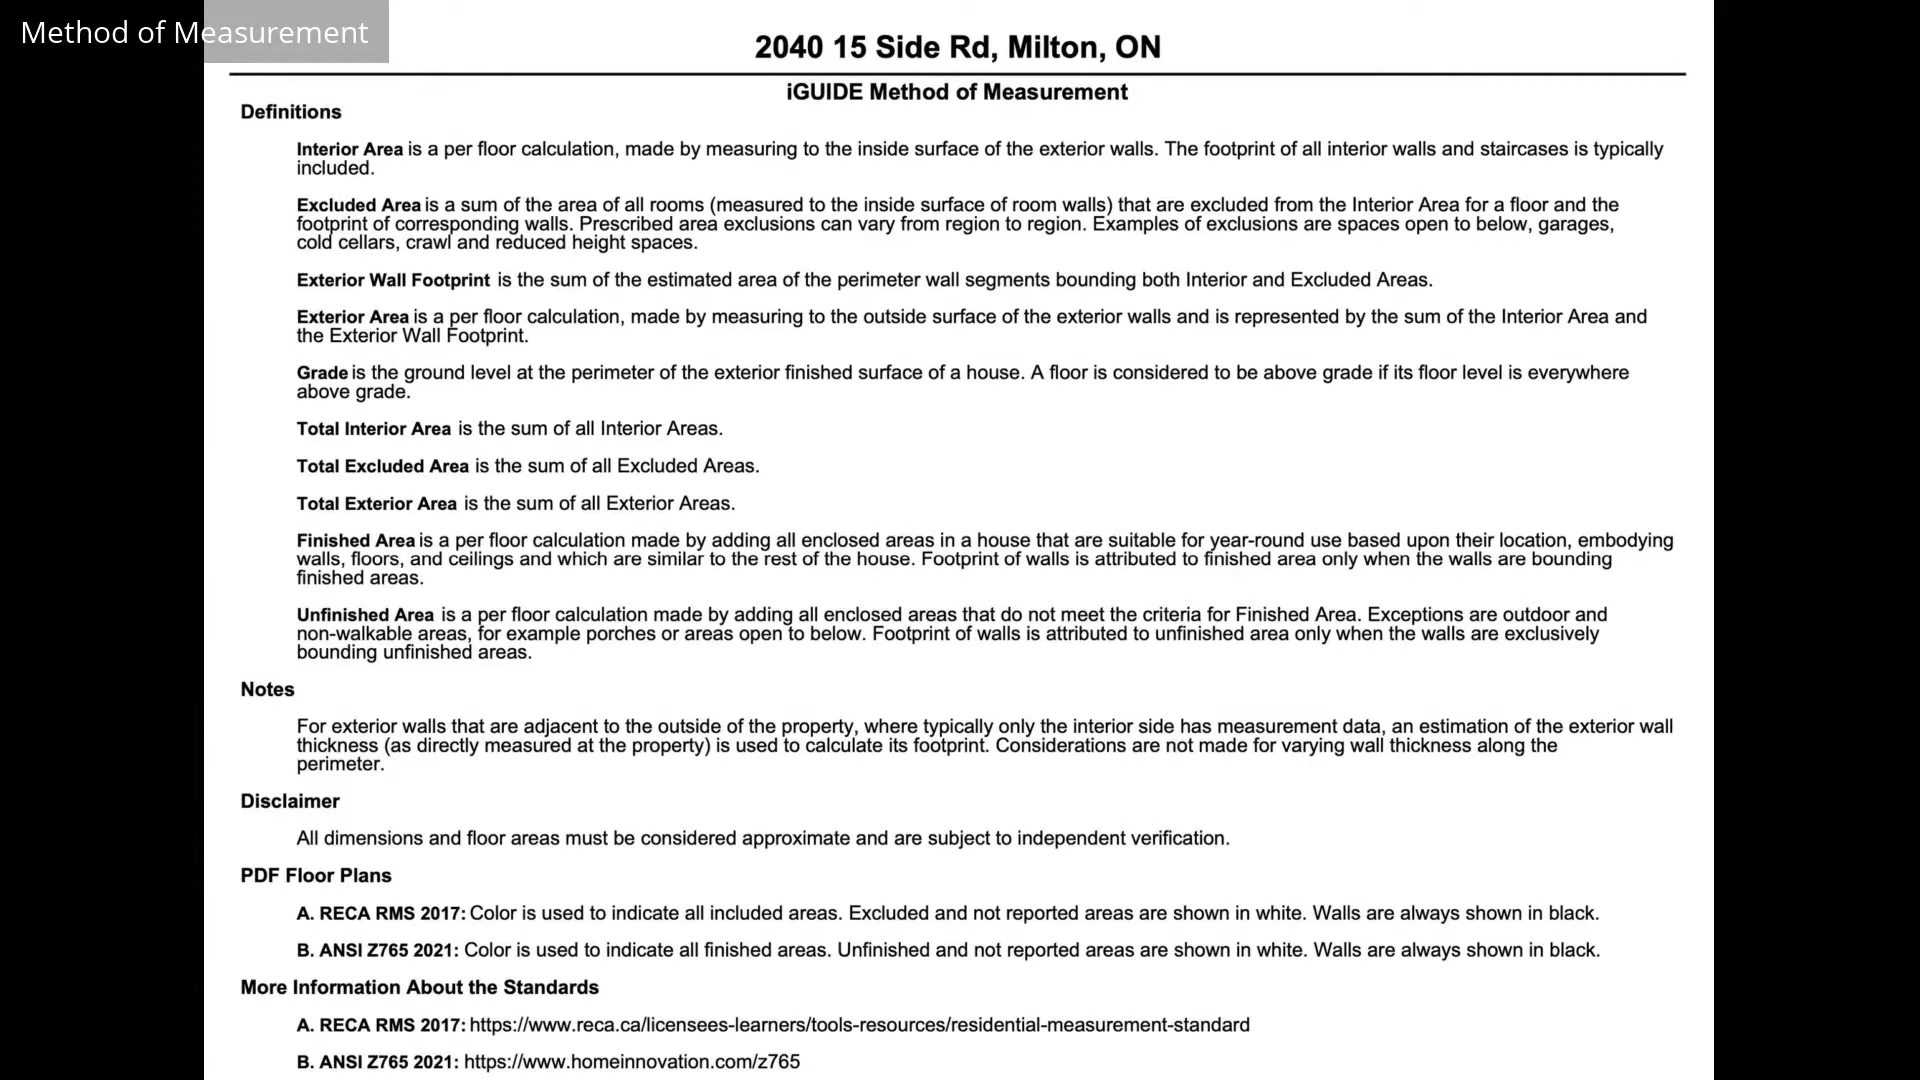 Method of Measurement
2040 15 Side Rd, Milton, ON
iGUIDE Method of Measurement
Definitions
Interior Area is a per floor calculation, made by measuring to the inside surface of the exterior walls. The footprint of all interior walls and staircases is typically
included.
Excluded Area is a sum of the area of all rooms (measured to the inside surface of room walls) that are excluded from the Interior Area for a floor and the
footprint of corresponding walls. Prescribed area exclusions can vary from region to region. Examples of exclusions are spaces open to below, garages,
cold cellars, crawl and reduced height spaces.
Exterior Wall Footprint is the sum of the estimated area of the perimeter wall segments bounding both Interior and Excluded Areas.
Exterior Area is a per floor calculation, made by measuring to the outside surface of the exterior walls and is represented by the sum of the Interior Area and
the Exterior Wall Footprint.
Grade is the ground level at the perimeter of the exterior finished surface of a house. A floor is considered to be above grade if its floor level is everywhere
above grade.
Total Interior Area is the sum of all Interior Areas.
Total Excluded Area is the sum of all Excluded Areas.
Total Exterior Area is the sum of all Exterior Areas.
Finished Area is a per floor calculation made by adding all enclosed areas in a house that are suitable for year-round use based upon their location, embodying
walls, floors, and ceilings and which are similar to the rest of the house. Footprint of walls is attributed to finished area only when the walls are bounding
finished areas.
Unfinished Area is a per floor calculation made by adding all enclosed areas that do not meet the criteria for Finished Area. Exceptions are outdoor and
non-walkable areas, for example porches or areas open to below. Footprint of walls is attributed to unfinished area only when the walls are exclusively
bounding unfinished areas.
Notes
For exterior walls that are adjacent to the outside of the property, where typically only the interior side has measurement data, an estimation of the exterior wall
thickness (as directly measured at the property) is used to calculate its footprint. Considerations are not made for varying wall thickness along the
perimeter.
Disclaimer
All dimensions and floor areas must be considered approximate and are subject to independent verification.
PDF Floor Plans
A. RECA RMS 2017: Color is used to indicate all included areas. Excluded and not reported areas are shown in white. Walls are always shown in black.
B. ANSI Z765 2021: Color is used to indicate all finished areas. Unfinished and not reported areas are shown in white. Walls are always shown in black.
More Information About the Standards
A. RECA RMS 2017: https://www.reca.ca/licensees-learners/tools-resources/residential-measurement-standard
B. ANSI Z765 2021: https://www.homeinnovation.com/z765